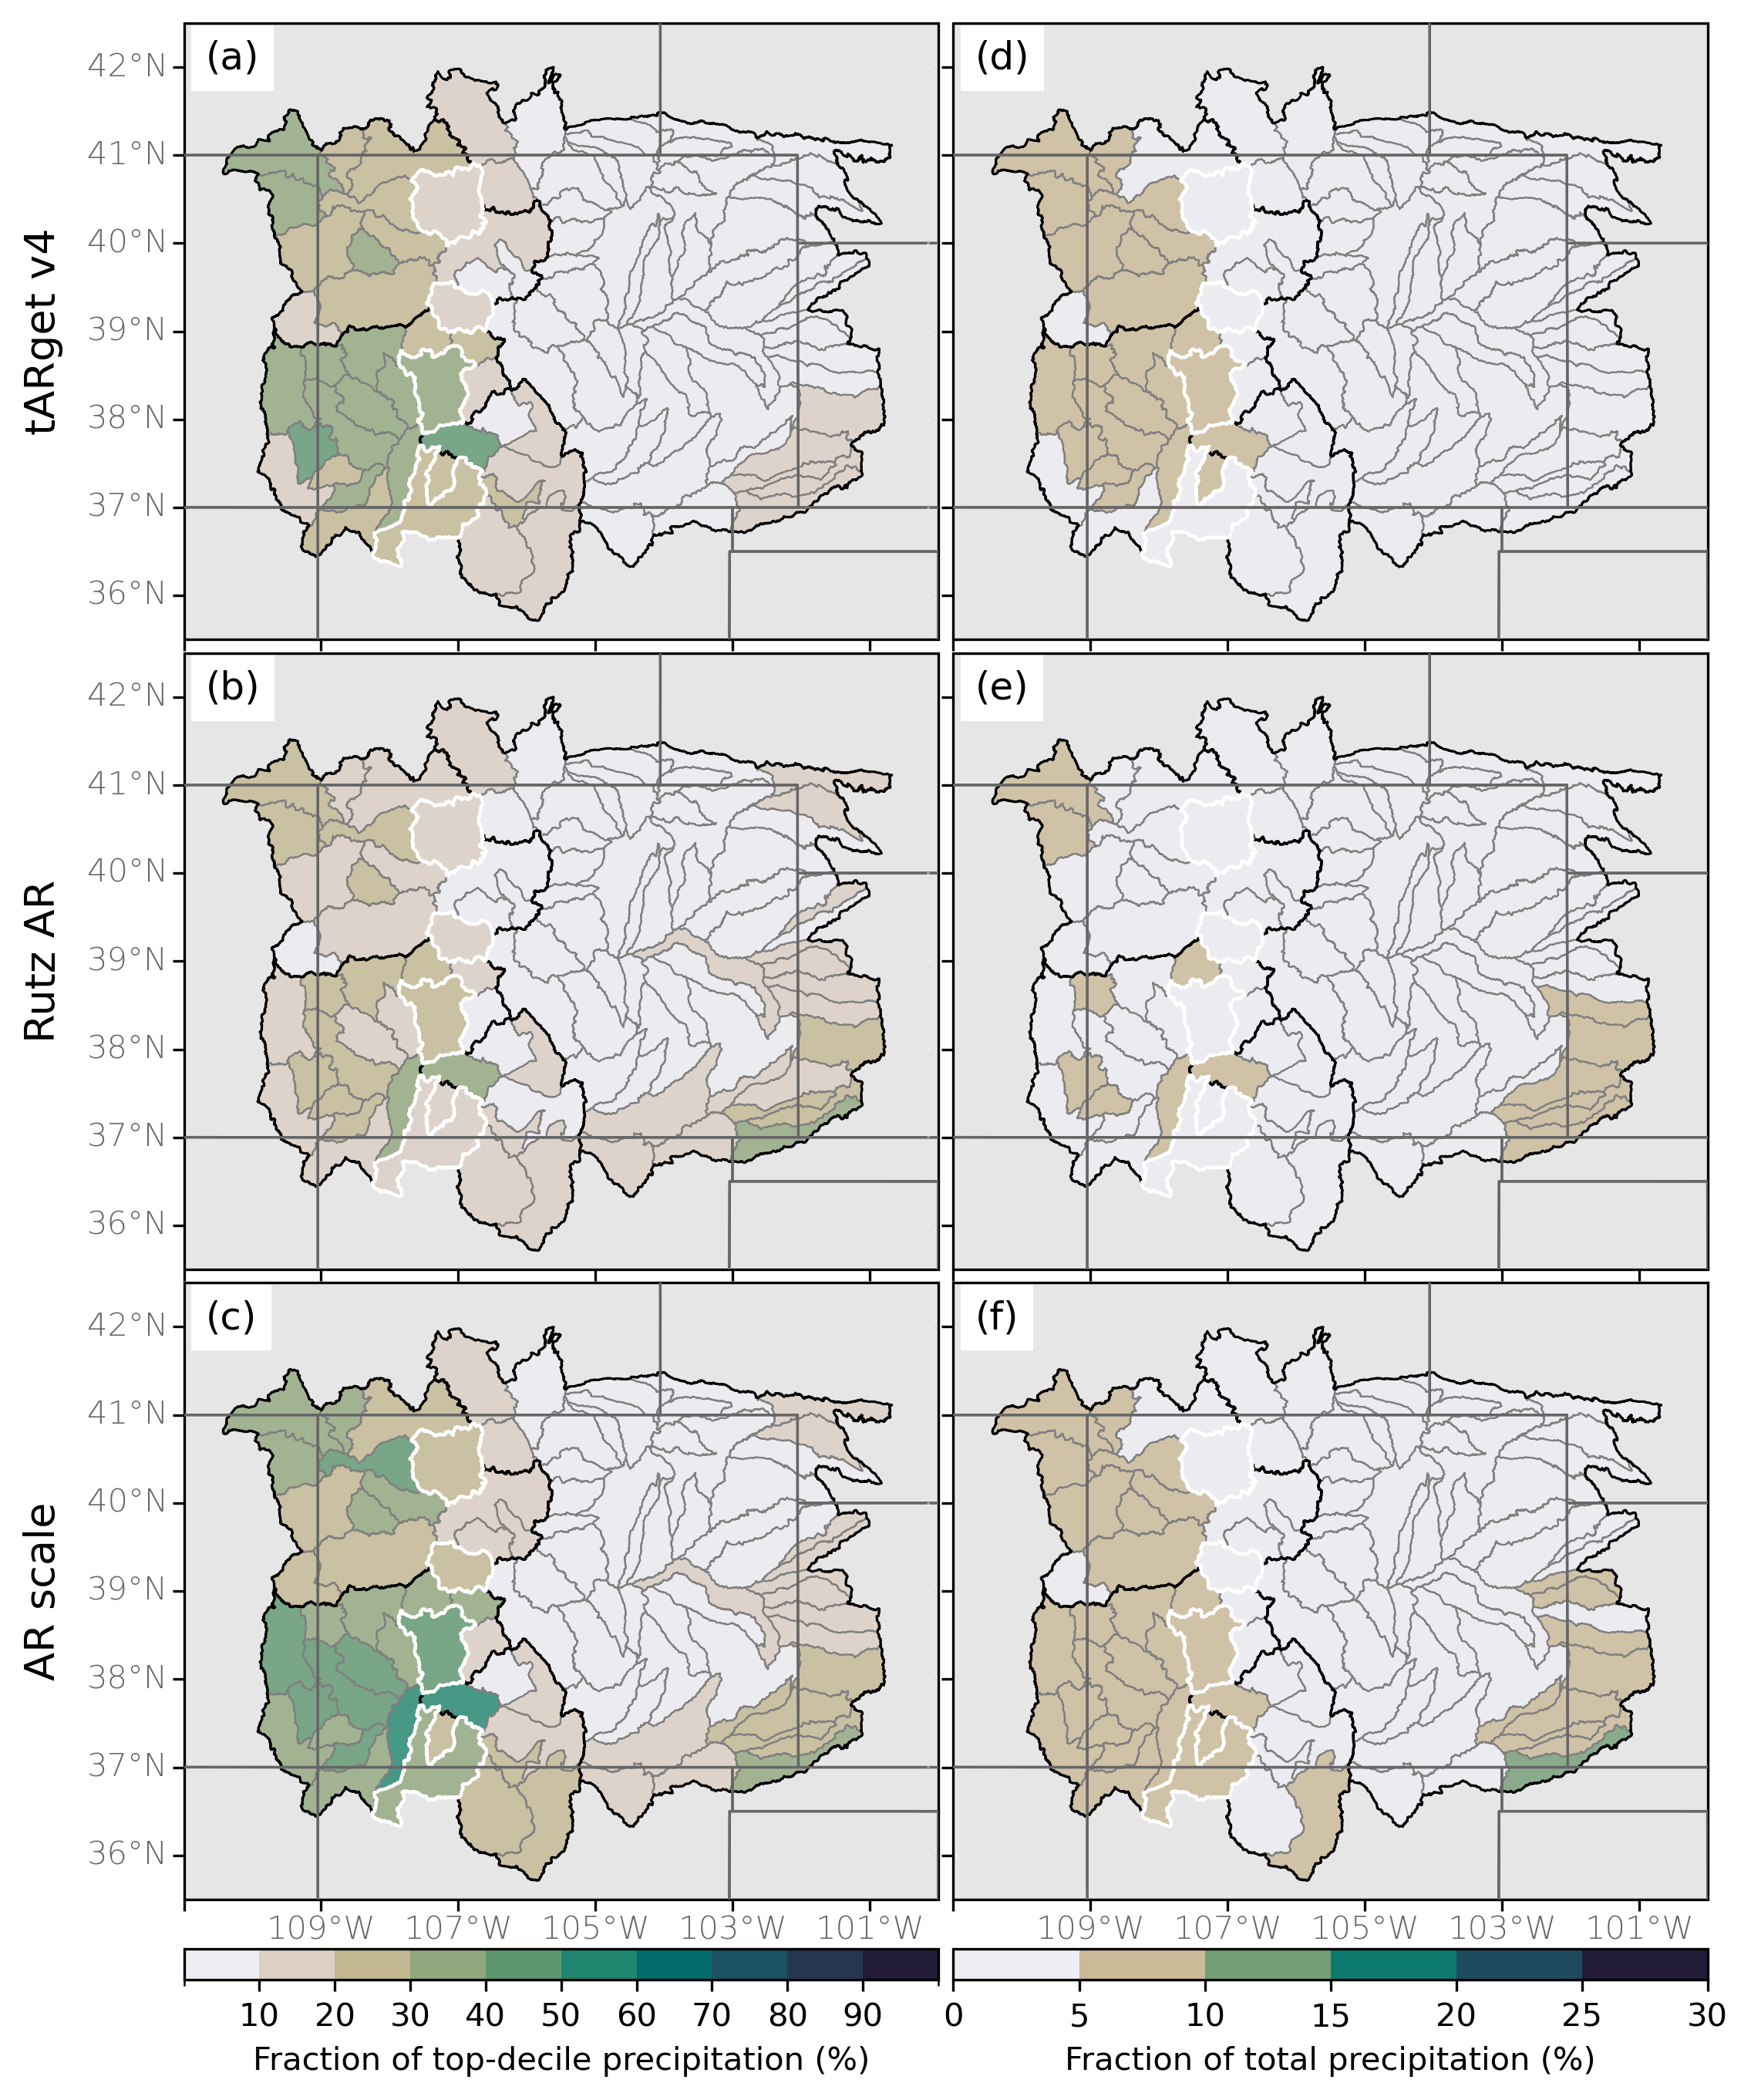 (a)
(d)
42°N
41°N
40°N
39°N
38°N
37°N
36°N
tARget v4
(b)
(e)
42°N
41°N
40°N
39°N
38°N
37°N
36°N
Rutz AR
(c)
(f)
42°N
41°N
40°N
39°N
38°N
37°N
36°N
AR scale
109°W 107°W 105°W 103°W 101°W
109°W 107°W 105°W 103°W 101°W
10 20 30 40 50 60 70 80 90
0 5 10 15 20 25 30
Fraction of top-decile precipitation (%)
Fraction of total precipitation (%)